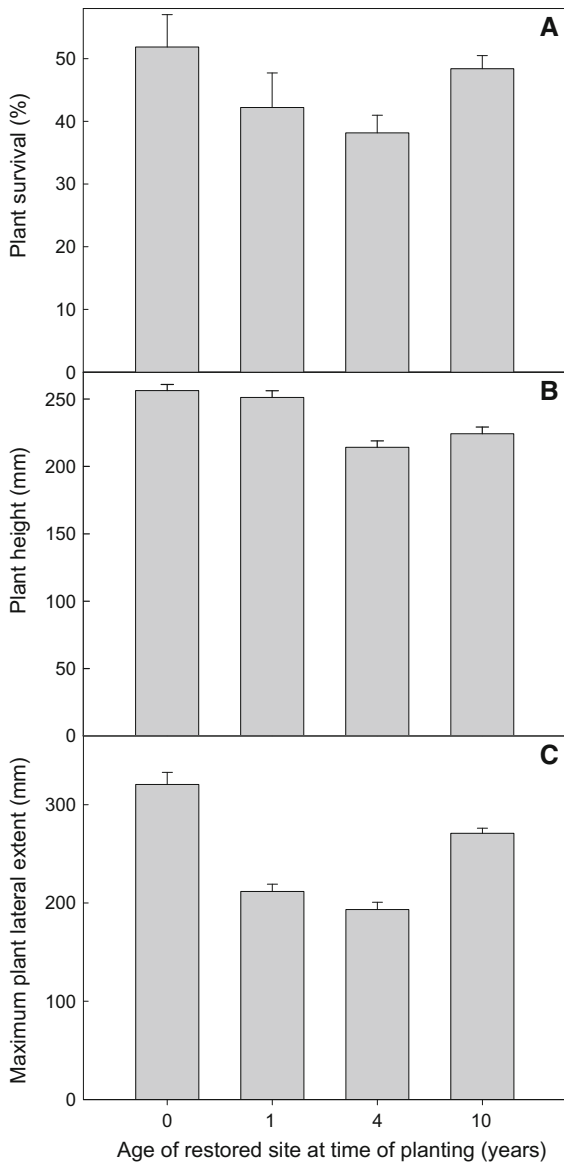 A
Plant survival (%)
50
40
30
20
10
0
B
Plant height (mm)
250
200
150
100
50
0
C
Maximum plant lateral extent (mm)
300
200
100
0
0 1 4 10
Age of restored site at time of planting (years)